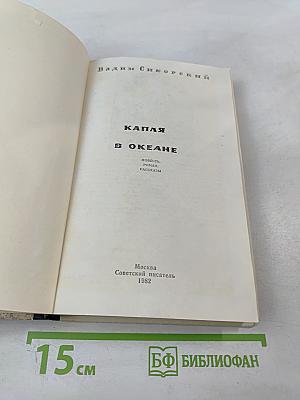 Вадим Сикорский
КАПЛЯ
В ОКЕАНЕ
ПОВЕСТЬ,
РОМАН,
РАССКАЗЫ
Москва
Советский писатель
1982
15 см
БФ БИБЛИОФАН